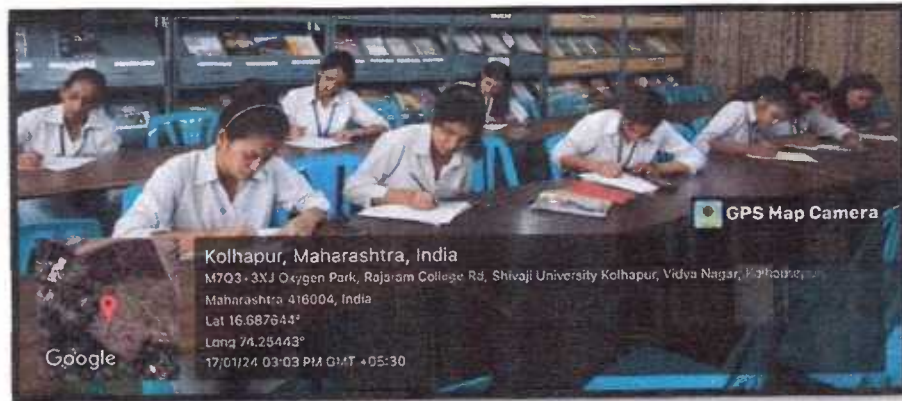 GPS Map Camera
Kolhapur, Maharashtra, India
M7Q3+3XJ Oxygen Park, Rajaram College Rd, Shivaji University Kolhapur, Vidya Nagar,
Maharashtra 416004, India
Lat 16.687644°
Long 74.25443°
17/01/24 03:03 PM GMT +05:30
Google